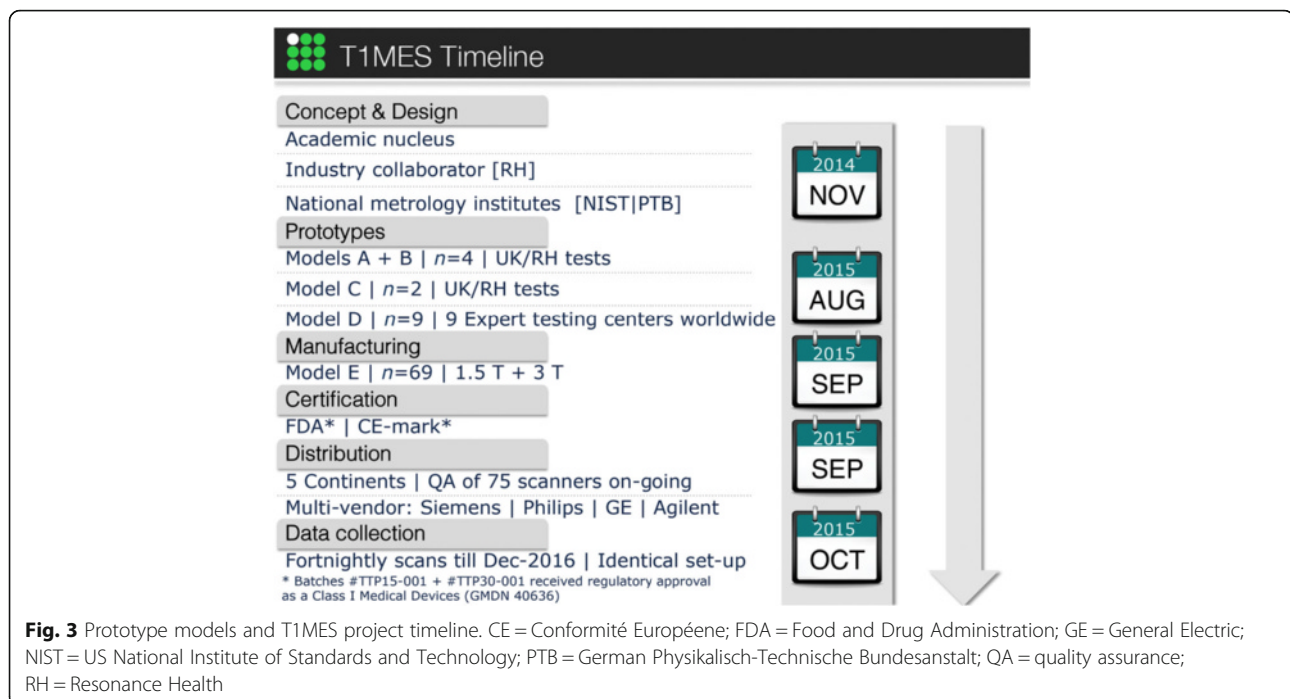 T1MES Timeline
Concept & Design
Academic nucleus
Industry collaborator [RH]
National metrology institutes [NIST|PTB]
2014
NOV
Prototypes
Models A + B | n=4 | UK/RH tests
Model C | n=2 | UK/RH tests
Model D | n=9 | 9 Expert testing centers worldwide
2015
AUG
Manufacturing
Model E | n=69 | 1.5 T + 3 T
2015
SEP
Certification
FDA* | CE-mark*
2015
SEP
Distribution
5 Continents | QA of 75 scanners on-going
Multi-vendor: Siemens | Philips | GE | Agilent
Data collection
Fortnightly scans till Dec-2016 | Identical set-up
2015
OCT
* Batches #TTP15-001 + #TTP30-001 received regulatory approval
as a Class I Medical Devices (GMDN 40636)
Fig. 3 Prototype models and T1MES project timeline. CE = Conformité Européene; FDA = Food and Drug Administration; GE = General Electric;
NIST = US National Institute of Standards and Technology; PTB = German Physikalisch-Technische Bundesanstalt; QA = quality assurance;
RH = Resonance Health